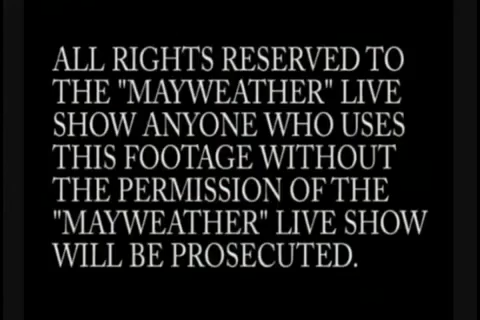 ALL RIGHTS RESERVED TO
THE "MAYWEATHER" LIVE
SHOW ANYONE WHO USES
THIS FOOTAGE WITHOUT
THE PERMISSION OF THE
"MAYWEATHER" LIVE SHOW
WILL BE PROSECUTED.